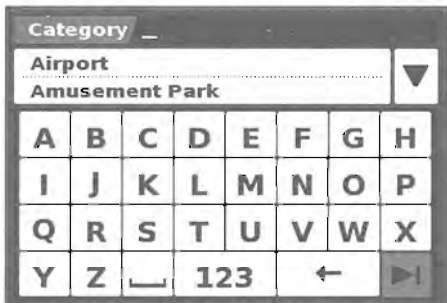 Category _
Airport
Amusement Park
A B C D E F G H
I J K L M N O P
Q R S T U V W X
Y Z 123